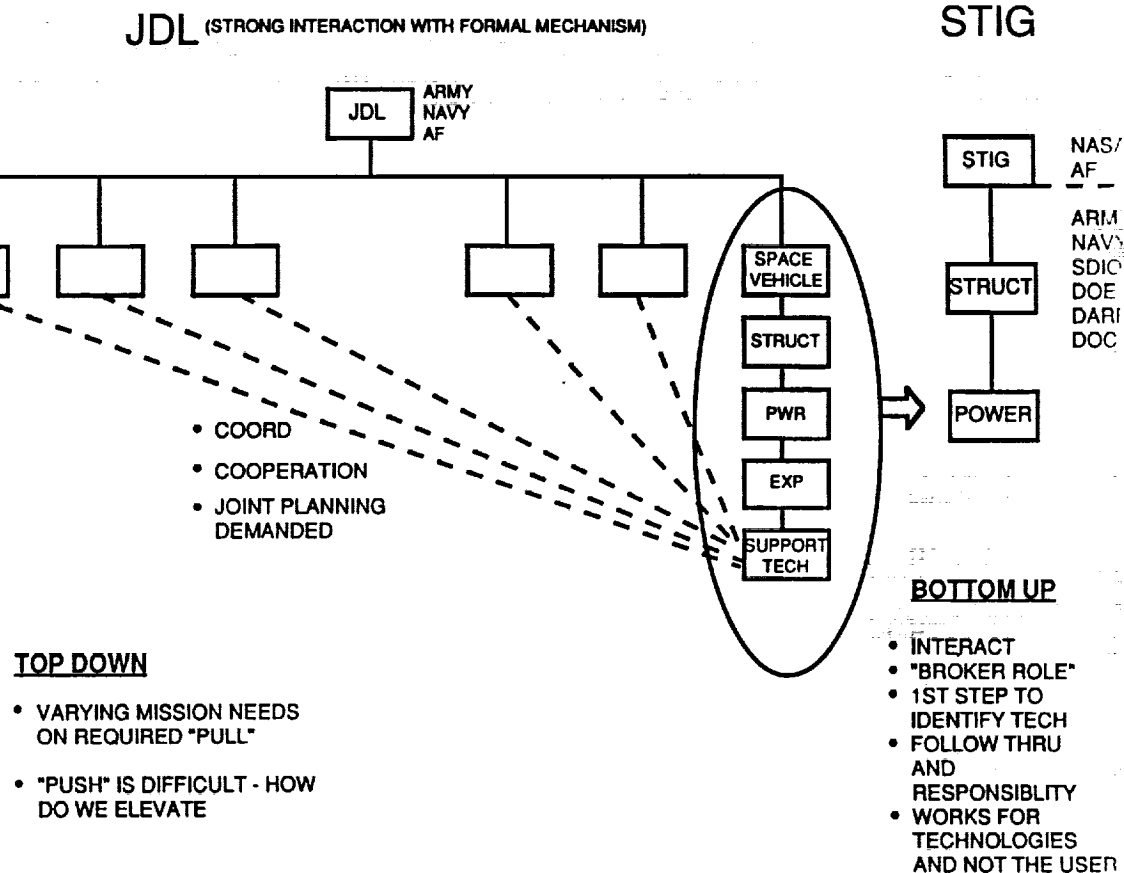 JDL (STRONG INTERACTION WITH FORMAL MECHANISM)
STIG
JDL
ARMY
NAVY
AF
STIG
AF
SPACE
VEHICLE
STRUCT
PWR
EXP
SUPPORT
TECH
STRUCT
NAVY
DOE
DOC
POWER
• COORD
• COOPERATION
• JOINT PLANNING
DEMANDED
TOP DOWN
• VARYING MISSION NEEDS
ON REQUIRED "PULL"
• "PUSH" IS DIFFICULT - HOW
DO WE ELEVATE
BOTTOM UP
• INTERACT
• "BROKER ROLE"
• 1ST STEP TO
IDENTIFY TECH
• FOLLOW THRU
AND
RESPONSIBLITY
• WORKS FOR
TECHNOLOGIES
AND NOT THE USER